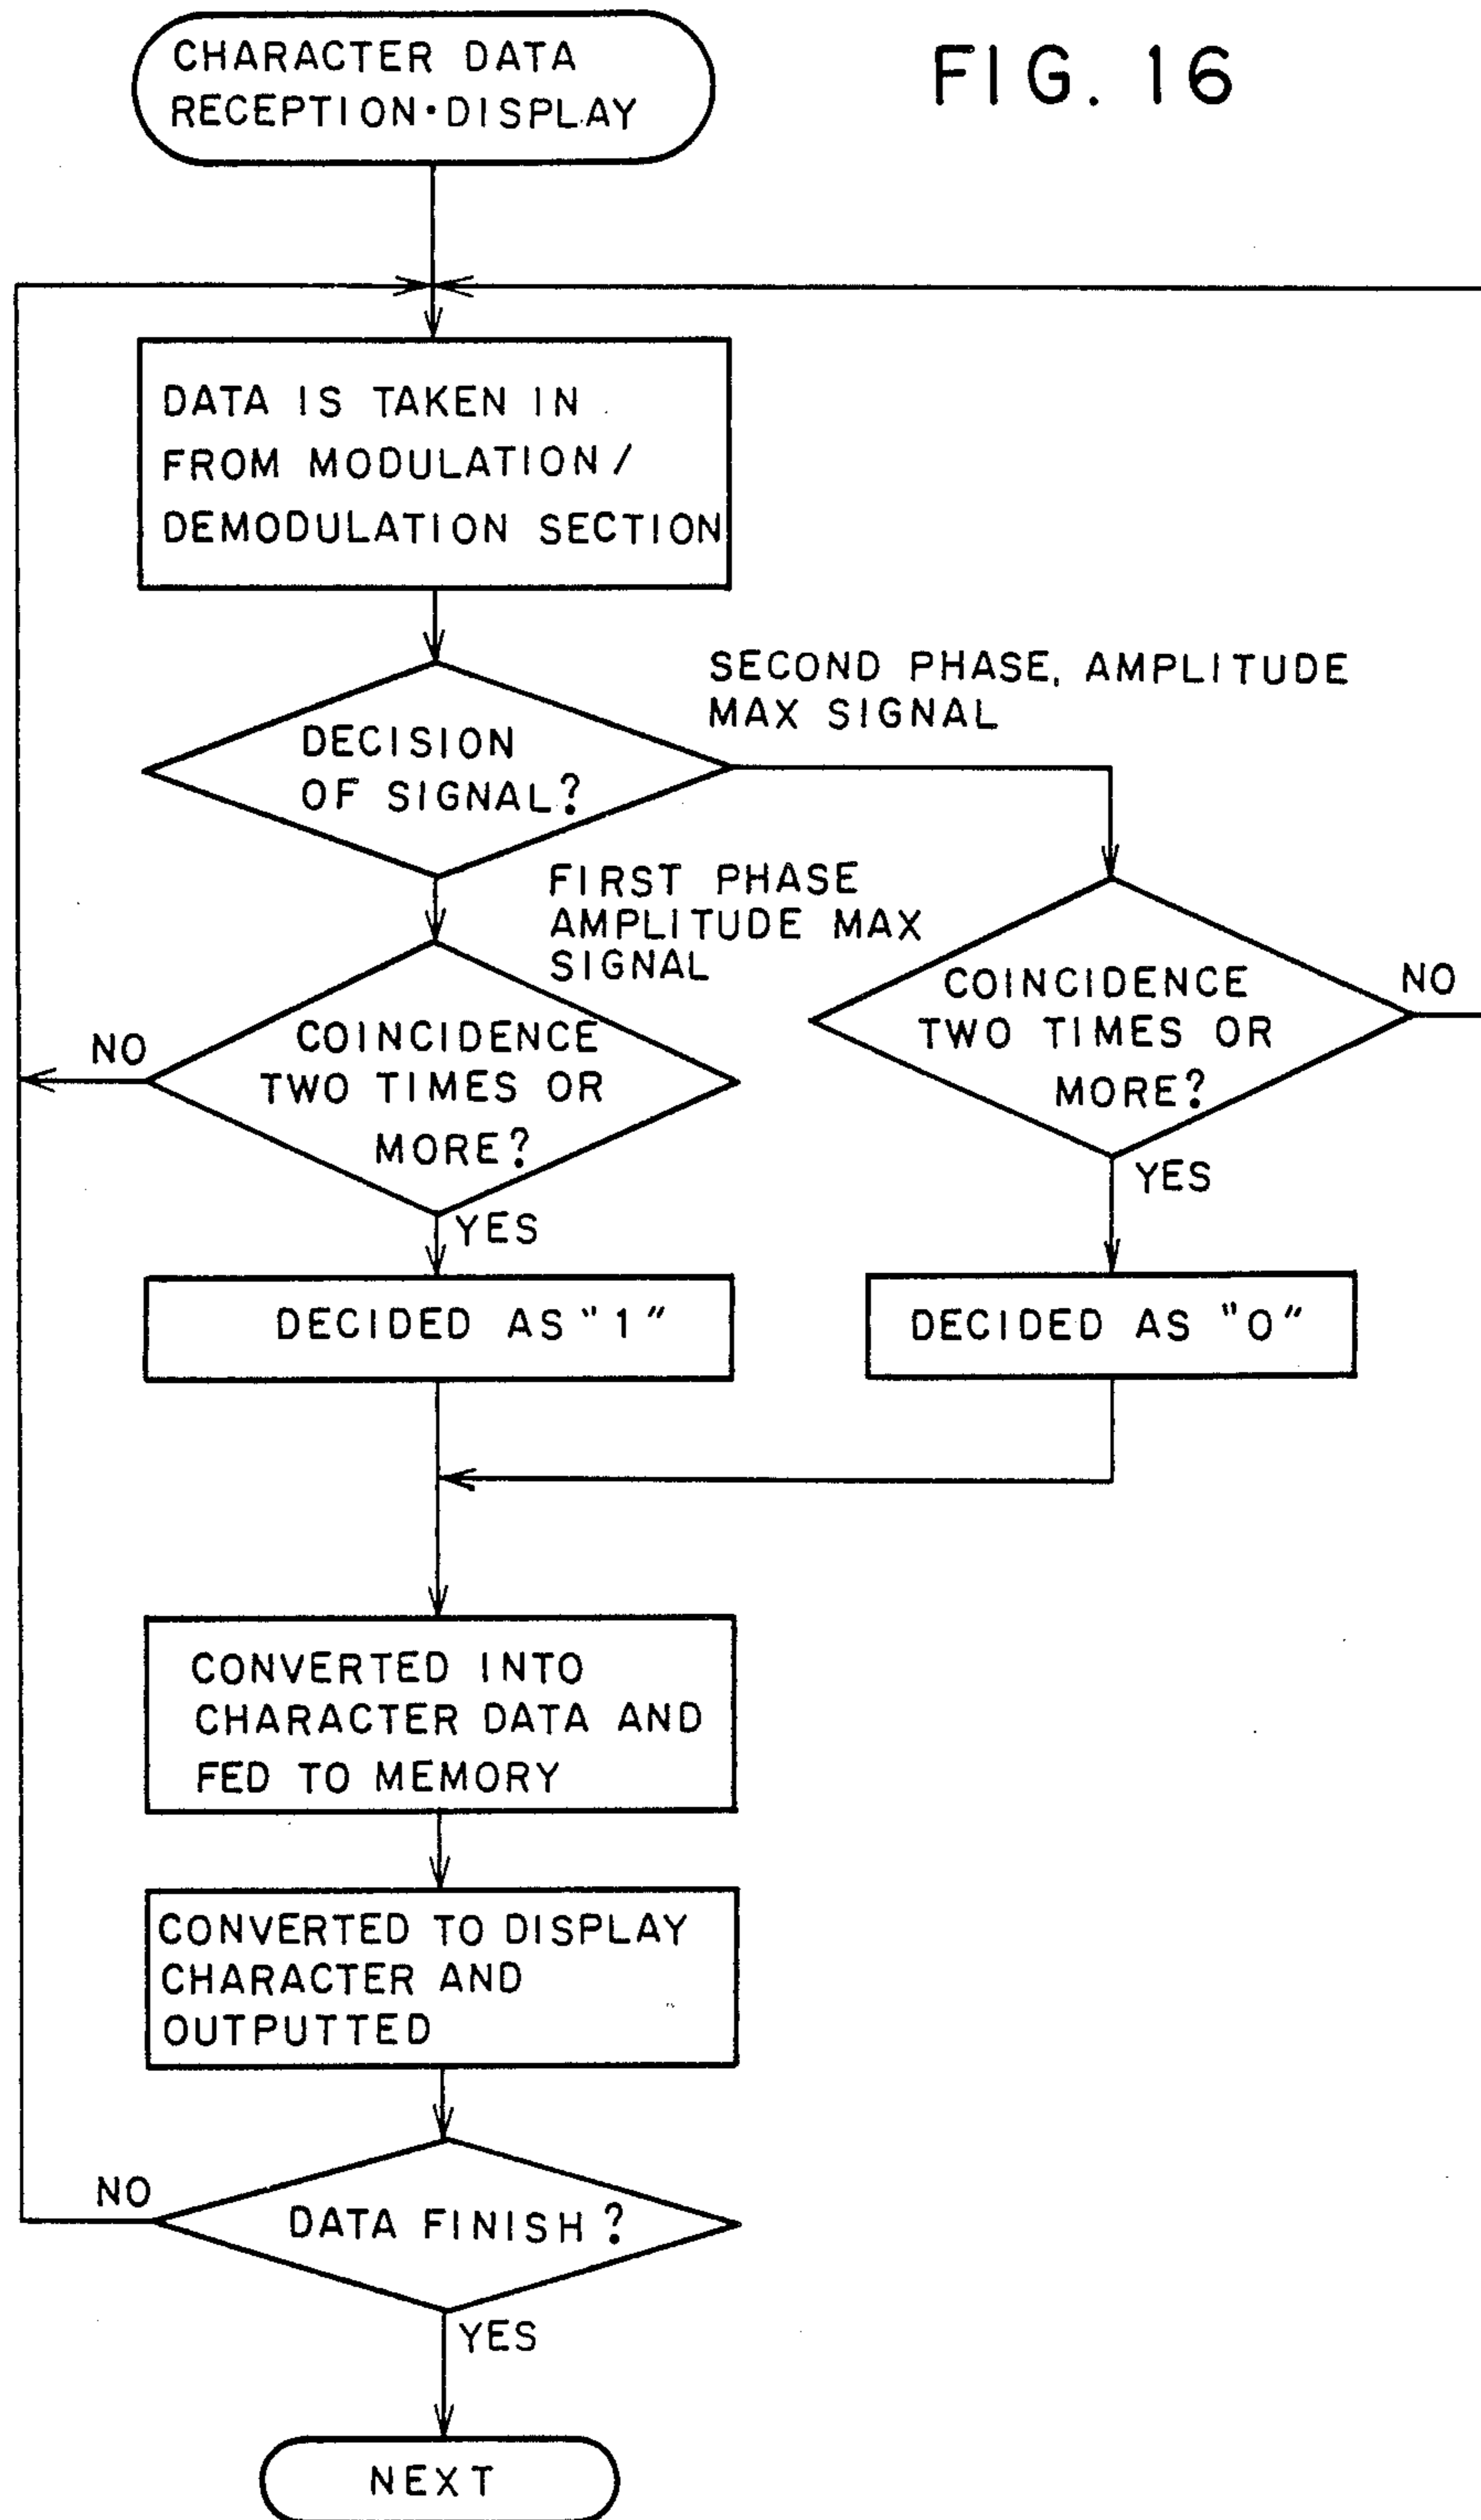 FIG. 16
CHARACTER DATA
RECEPTION·DISPLAY
DATA IS TAKEN IN
FROM MODULATION /
DEMODULATION SECTION
DECISION
OF SIGNAL?
SECOND PHASE, AMPLITUDE
MAX SIGNAL
FIRST PHASE
AMPLITUDE MAX
SIGNAL
COINCIDENCE
TWO TIMES OR
MORE?
NO
YES
COINCIDENCE
TWO TIMES OR
MORE?
NO
YES
DECIDED AS "1"
DECIDED AS "0"
CONVERTED INTO
CHARACTER DATA AND
FED TO MEMORY
CONVERTED TO DISPLAY
CHARACTER AND
OUTPUTTED
DATA FINISH ?
NO
YES
NEXT